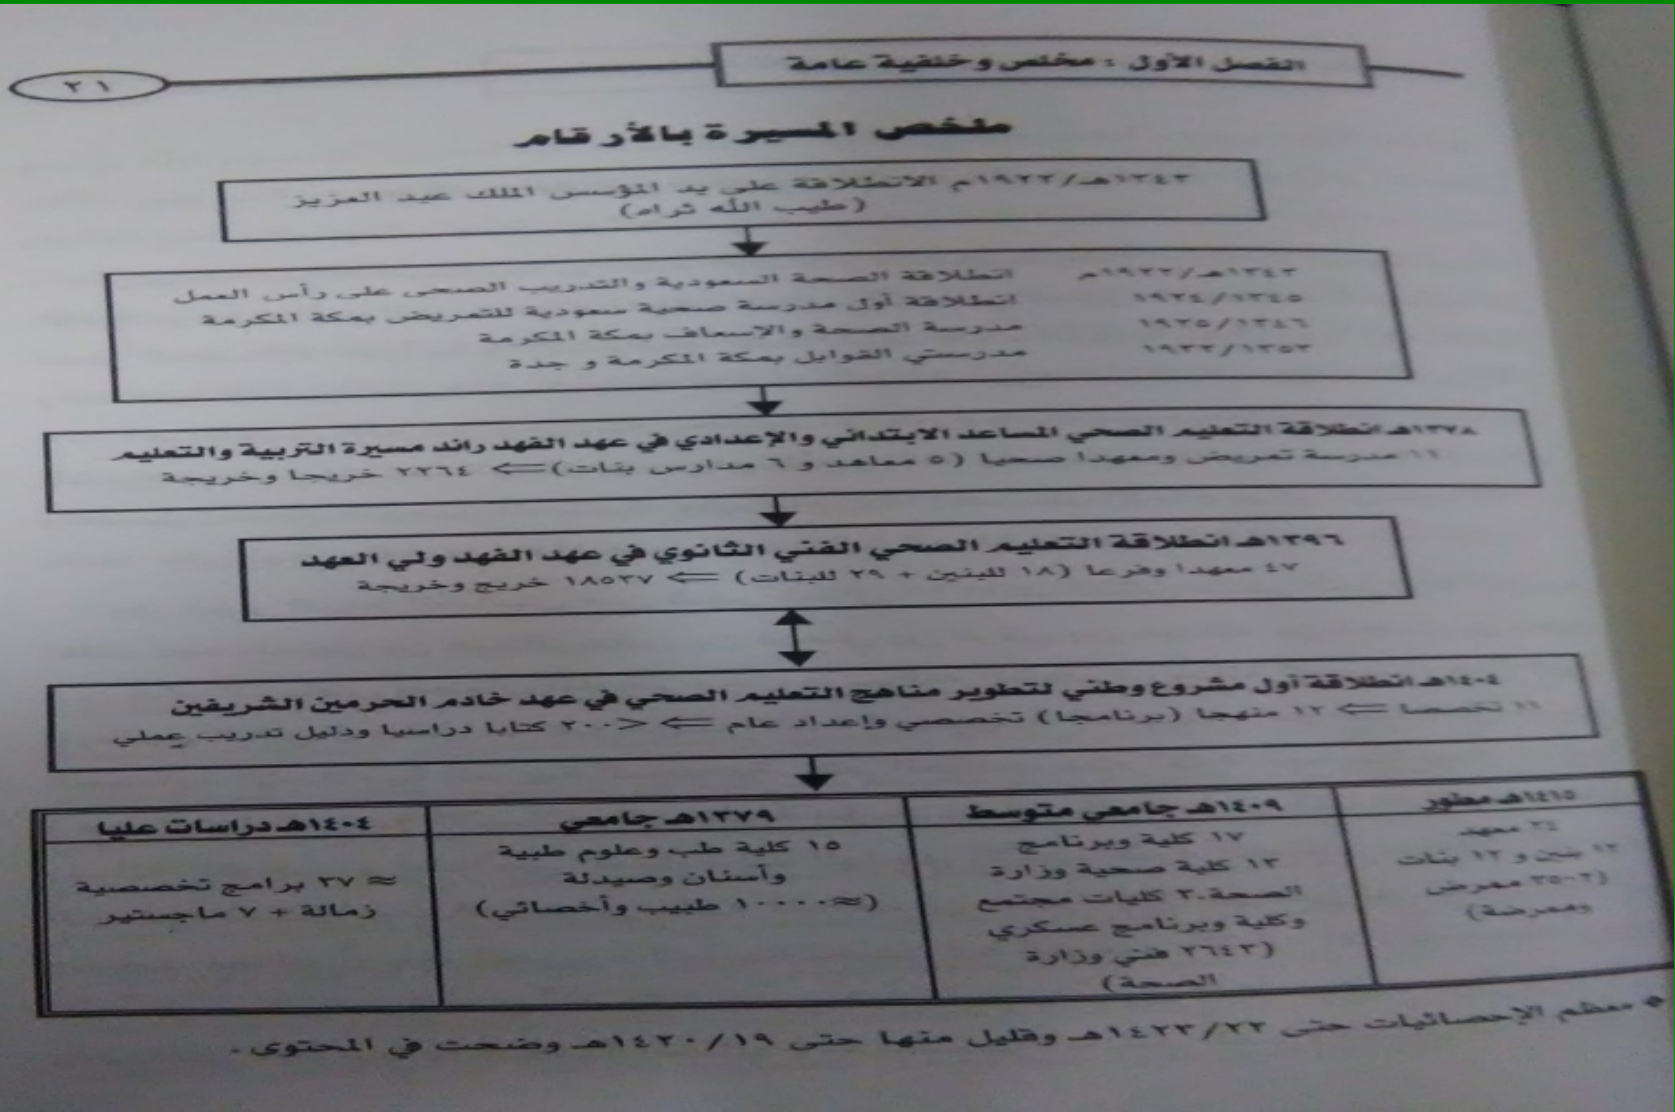 الفصل الأول : مخلص وخلفية عامة
٢١
ملخص المسيرة بالأرقام
١٣٤٣هـ/١٩٢٢م الانطلاقة على يد المؤسس الملك عبد العزيز
(طيب الله ثراه)
١٣٤٣هـ/١٩٢٢م انطلاقة الصحة السعودية والتدريب الصحي على رأس العمل
١٩٢٤/١٣٤٥ انطلاقة أول مدرسة صحية سعودية للتمريض بمكة المكرمة
١٩٢٥/١٣٤٦ مدرسة الصحة والاسعاف بمكة المكرمة
١٩٣٢/١٣٥٣ مدرستي القوابل بمكة المكرمة و جدة
١٣٧٨هـ انطلاقة التعليم الصحي المساعد الابتدائي والإعدادي في عهد الفهد رائد مسيرة التربية والتعليم
١١ مدرسة تمريض ومعهدا صحيا (٥ معاهد و ٦ مدارس بنات) ⇐ ٢٢٦٤ خريجا وخريجة
١٣٩٦هـ انطلاقة التعليم الصحي الفني الثانوي في عهد الفهد ولي العهد
٤٧ معهدا وفرعا (١٨ للبنين + ٢٩ للبنات) ⇐ ١٨٥٣٧ خريج وخريجة
١٤٠٤هـ انطلاقة أول مشروع وطني لتطوير مناهج التعليم الصحي في عهد خادم الحرمين الشريفين
١١ تخصصا ⇐ ١٢ منهجا (برنامجا) تخصصي وإعداد عام ⇐ <٢٠٠ كتابا دراسيا ودليل تدريب عملي
١٤١٥هـ مطور
٢٤ معهد
١٢ بنين و ١٢ بنات
(٣٥٠٢ ممرض
وممرضة)
١٤٠٩هـ جامعي متوسط
١٧ كلية وبرنامج
١٣ كلية صحية وزارة
الصحة.٣ كليات مجتمع
وكلية وبرنامج عسكري
(٢٦٤٣ فني وزارة
الصحة)
١٣٧٩هـ جامعي
١٥ كلية طب وعلوم طبية
وأسنان وصيدلة
(≈١٠٠٠٠ طبيب وأخصائي)
١٤٠٤هـ دراسات عليا
≈ ٢٧ برامج تخصصية
زمالة + ٧ ماجستير
* معظم الإحصائيات حتى ١٤٢٣/٢٢هـ وقليل منها حتى ١٤٢٠/١٩هـ وضحت في المحتوى .